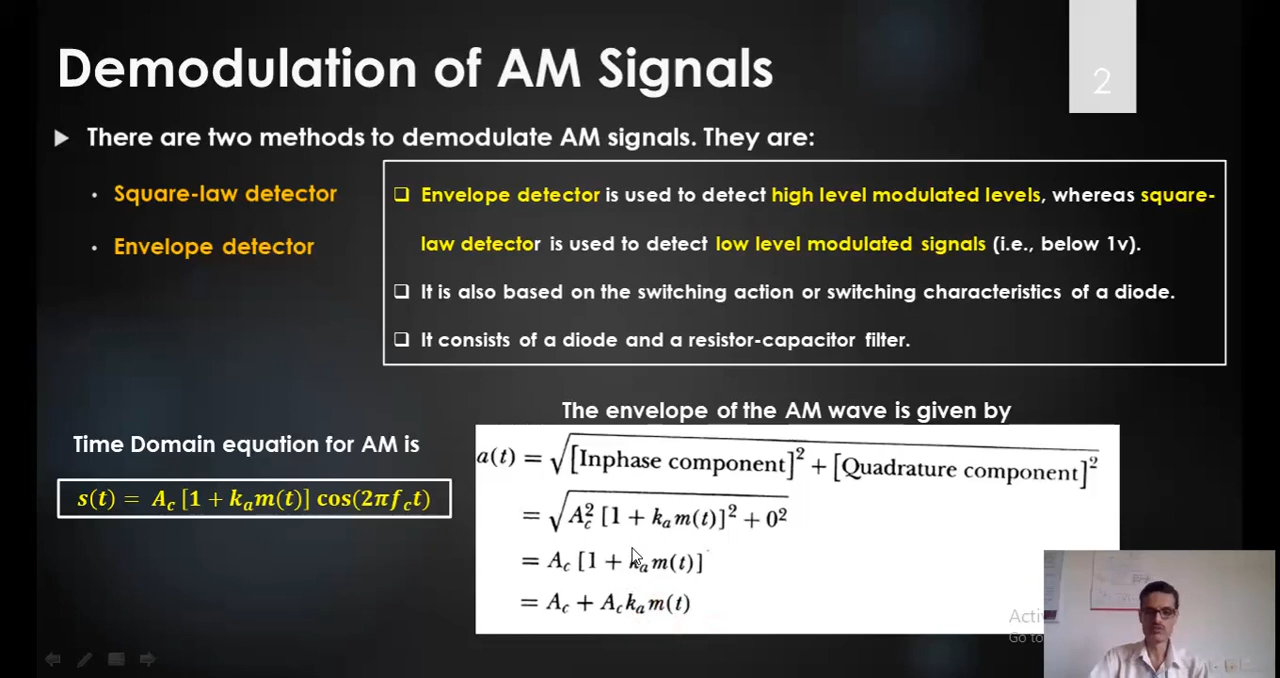 Demodulation of AM Signals
2
There are two methods to demodulate AM signals. They are:
Square-law detector
Envelope detector
Envelope detector is used to detect high level modulated levels, whereas square-
law detector is used to detect low level modulated signals (i.e., below 1v).
It is also based on the switching action or switching characteristics of a diode.
It consists of a diode and a resistor-capacitor filter.
Time Domain equation for AM is
s(t) = A_c [1 + k_a m(t)] cos(2πf_c t)
The envelope of the AM wave is given by
a(t) = √([Inphase component]² + [Quadrature component]²)
= √(A_c² [1 + k_a m(t)]² + 0²)
= A_c [1 + k_a m(t)]
= A_c + A_c k_a m(t)
Go to